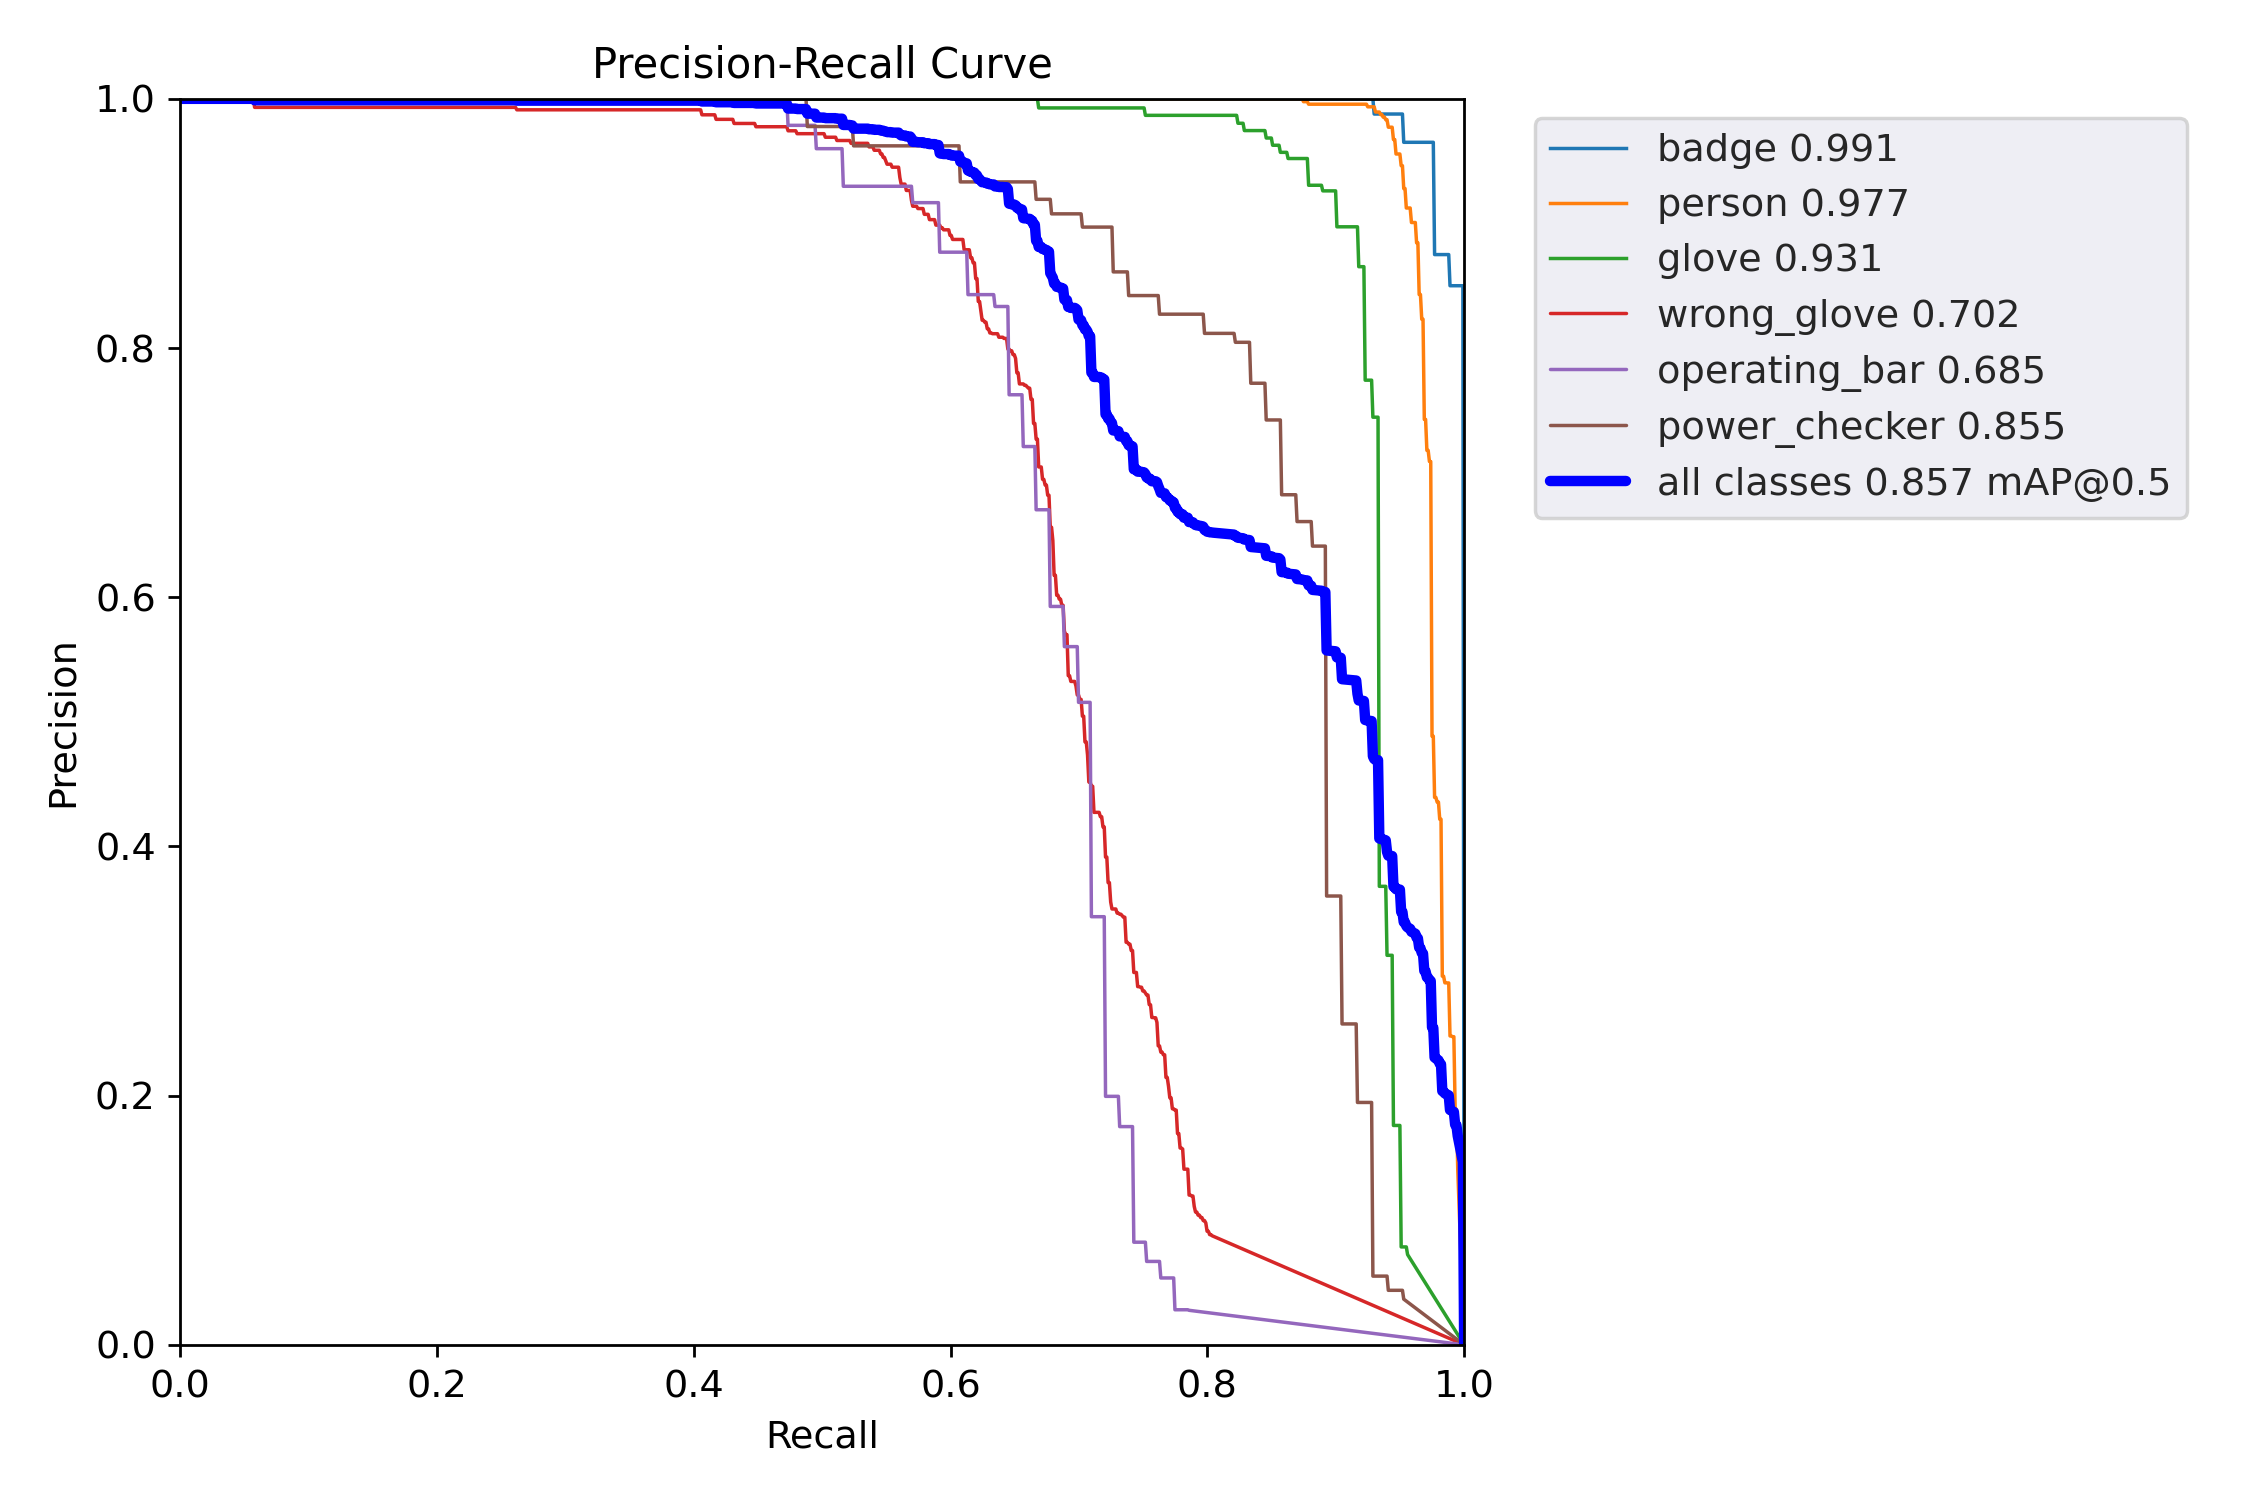 Precision-Recall Curve
1.0
0.8
0.6
0.4
0.2
0.0
Precision
0.0 0.2 0.4 0.6 0.8 1.0
Recall
badge 0.991
person 0.977
glove 0.931
wrong_glove 0.702
operating_bar 0.685
power_checker 0.855
all classes 0.857 mAP@0.5